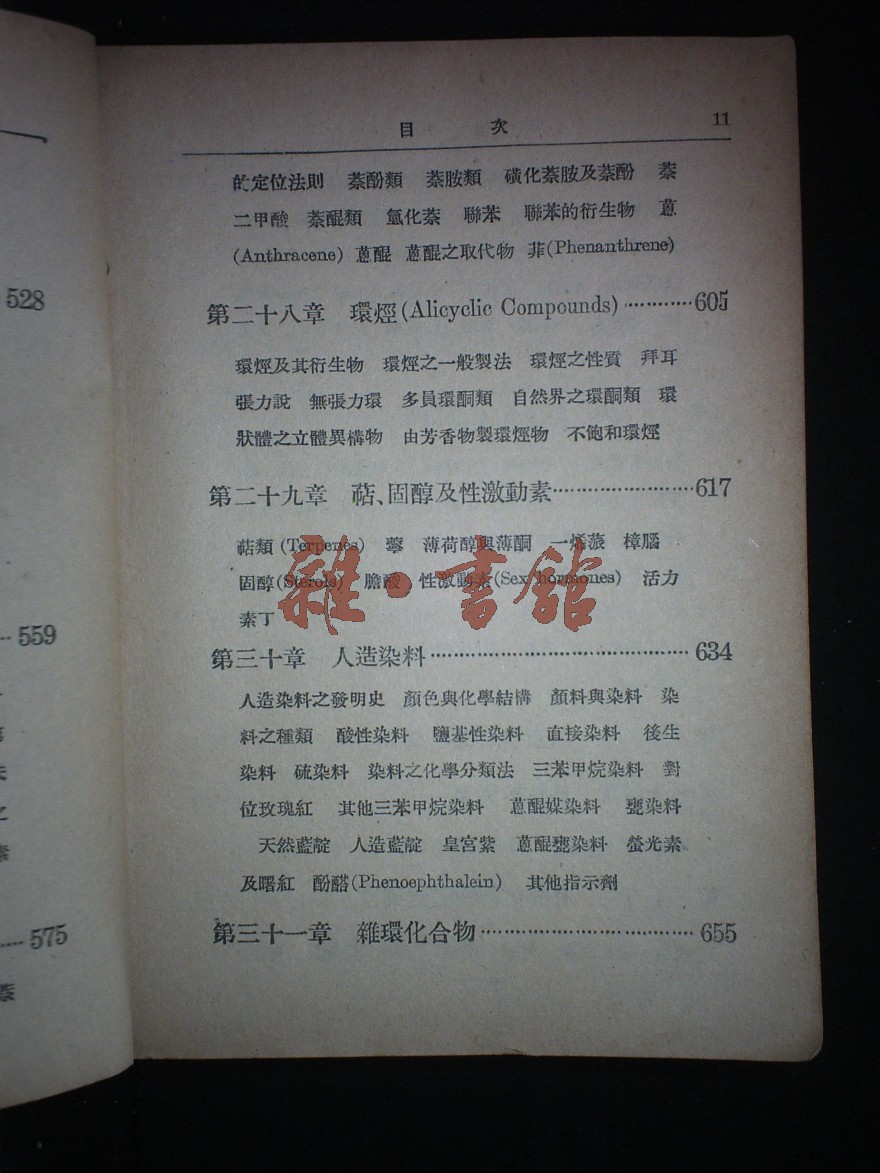 目 次 11
的定位法則 萘酚類 萘胺類 磺化萘胺及萘酚 萘
二甲酸 萘醌類 氫化萘 聯苯 聯苯的衍生物 蒽
(Anthracene) 蒽醌 蒽醌之取代物 菲(Phenanthrene)
第二十八章 環烴(Alicyclic Compounds)············605
環烴及其衍生物 環烴之一般製法 環烴之性質 拜耳
張力說 無張力環 多員環酮類 自然界之環酮類 環
狀體之立體異構物 由芳香物製環烴物 不飽和環烴
第二十九章 萜、固醇及性激動素························617
萜類(Terpenes) 薴 薄荷醇與薄酮 一烯蒎 樟腦
固醇(Sterols) 膽酸 性激動素(Sex hormones) 活力
素丁
第三十章 人造染料············································634
人造染料之發明史 顏色與化學結構 顏料與染料 染
料之種類 酸性染料 鹽基性染料 直接染料 後生
染料 硫染料 染料之化學分類法 三苯甲烷染料 對
位玫瑰紅 其他三苯甲烷染料 蒽醌媒染料 甕染料
天然藍靛 人造藍靛 皇宮紫 蒽醌甕染料 螢光素
及曙紅 酚醛(Phenoephthalein) 其他指示劑
第三十一章 雜環化合物····································655
528
559
575
雜·書館